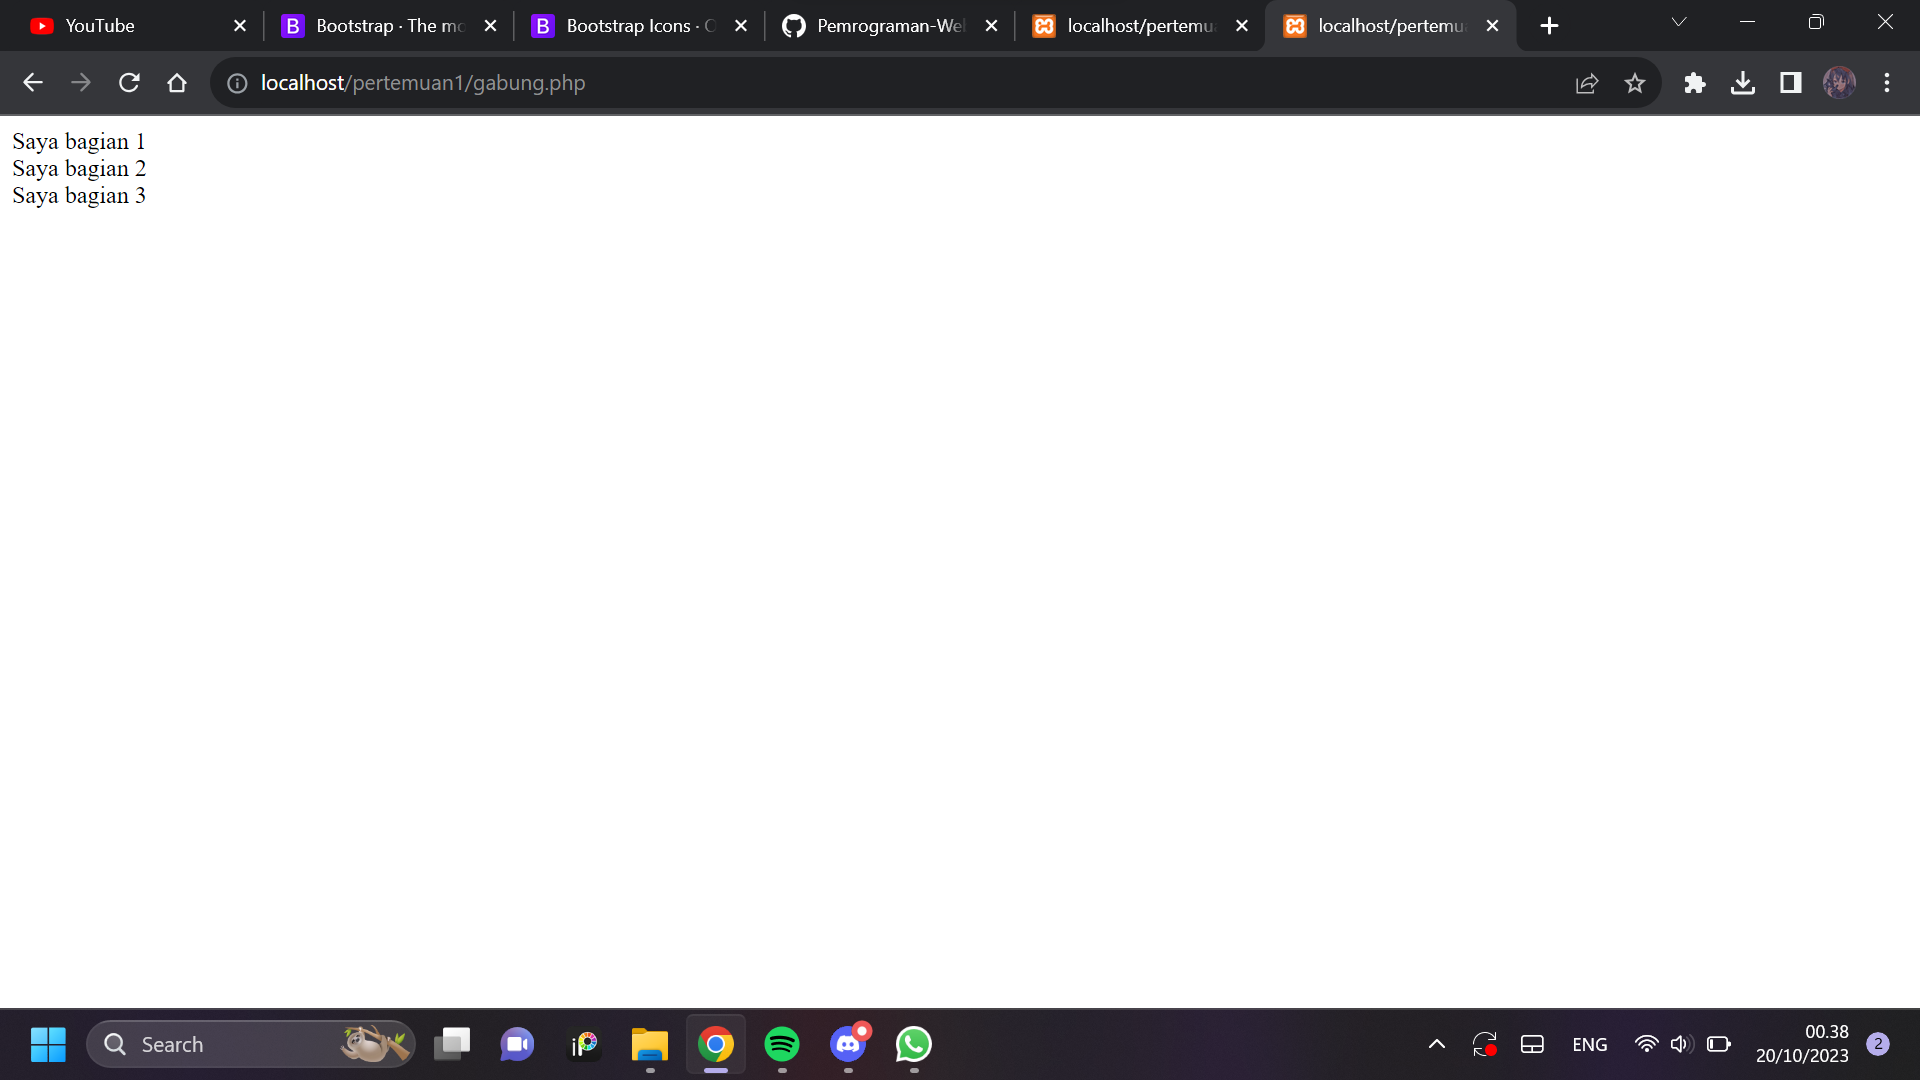 YouTube
Bootstrap · The mo
Bootstrap Icons · O
Pemrograman-We
localhost/pertemu
localhost/pertemu
localhost/pertemuan1/gabung.php
Saya bagian 1
Saya bagian 2
Saya bagian 3
Search
ENG
00.38
20/10/2023
2